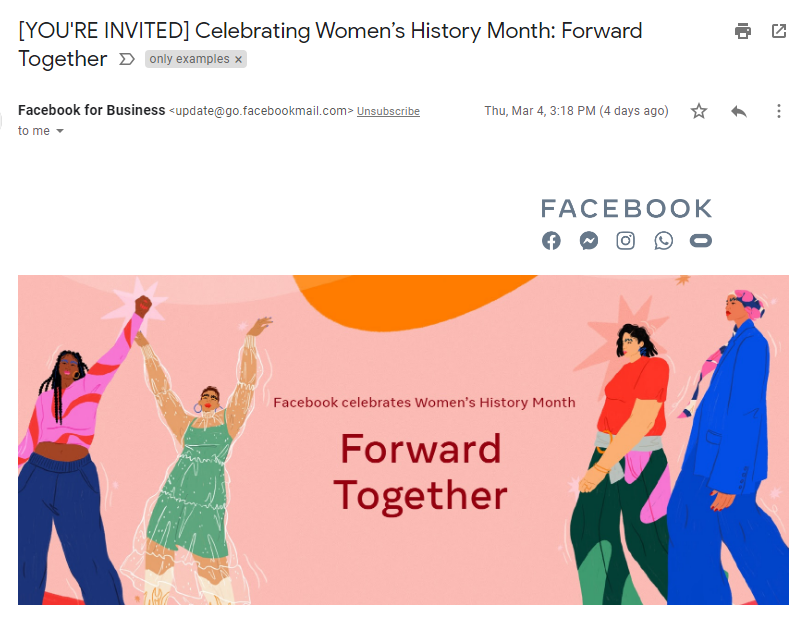 [YOU'RE INVITED] Celebrating Women’s History Month: Forward
Together only examples ×
Facebook for Business <update@go.facebookmail.com> Unsubscribe Thu, Mar 4, 3:18 PM (4 days ago)
to me
FACEBOOK
Facebook celebrates Women’s History Month
Forward
Together